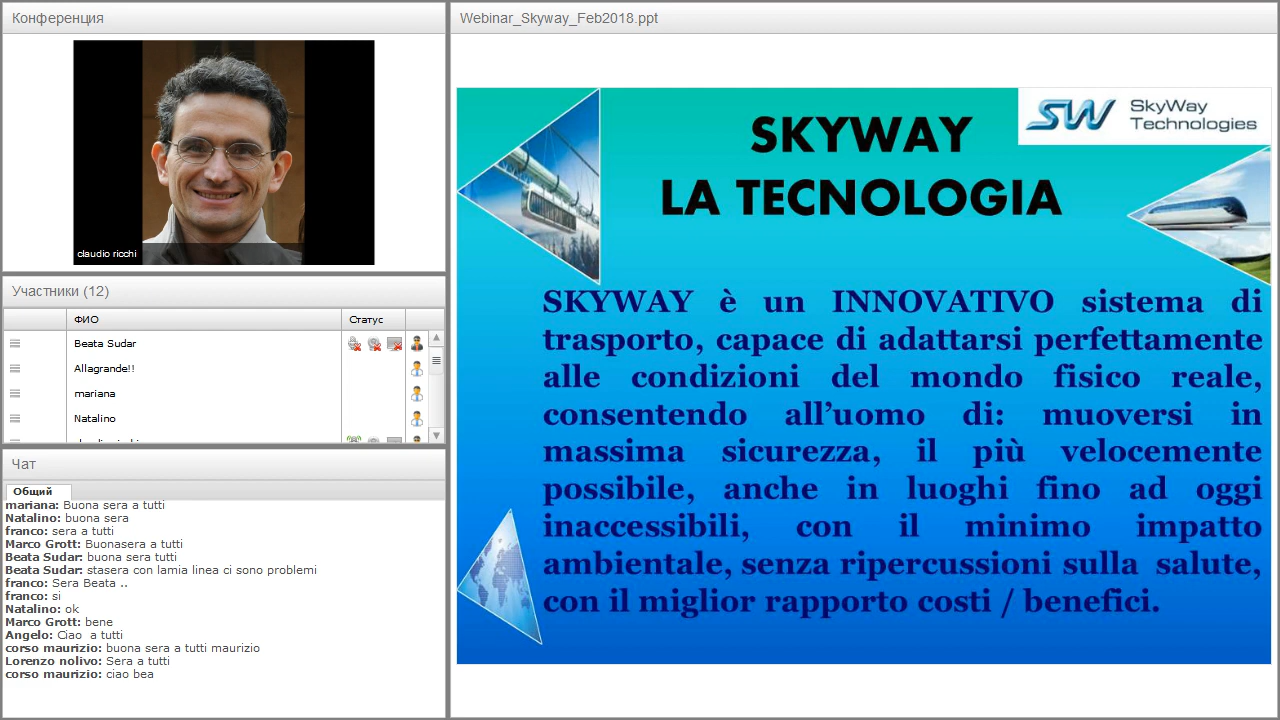 Конференция
claudio ricchi
Участники (12)
ФИО
Статус
Beata Sudar
Allagrande!!
mariana
Natalino
Чат
Общий
mariana: Buona sera a tutti
Natalino: buona sera
franco: sera a tutti
Marco Grott: Buonasera a tutti
Beata Sudar: buona sera tutti
Beata Sudar: stasera con lamia linea ci sono problemi
franco: Sera Beata ..
franco: si
Natalino: ok
Marco Grott: bene
Angelo: Ciao  a tutti
corso maurizio: buona sera a tutti maurizio
Lorenzo nolivo: Sera a tutti
corso maurizio: ciao bea
Webinar_Skyway_Feb2018.ppt
SW SkyWay
Technologies
SKYWAY
LA TECNOLOGIA
SKYWAY è un INNOVATIVO sistema di
trasporto, capace di adattarsi perfettamente
alle condizioni del mondo fisico reale,
consentendo all’uomo di: muoversi in
massima sicurezza, il più velocemente
possibile, anche in luoghi fino ad oggi
inaccessibili, con il minimo impatto
ambientale, senza ripercussioni sulla salute,
con il miglior rapporto costi / benefici.